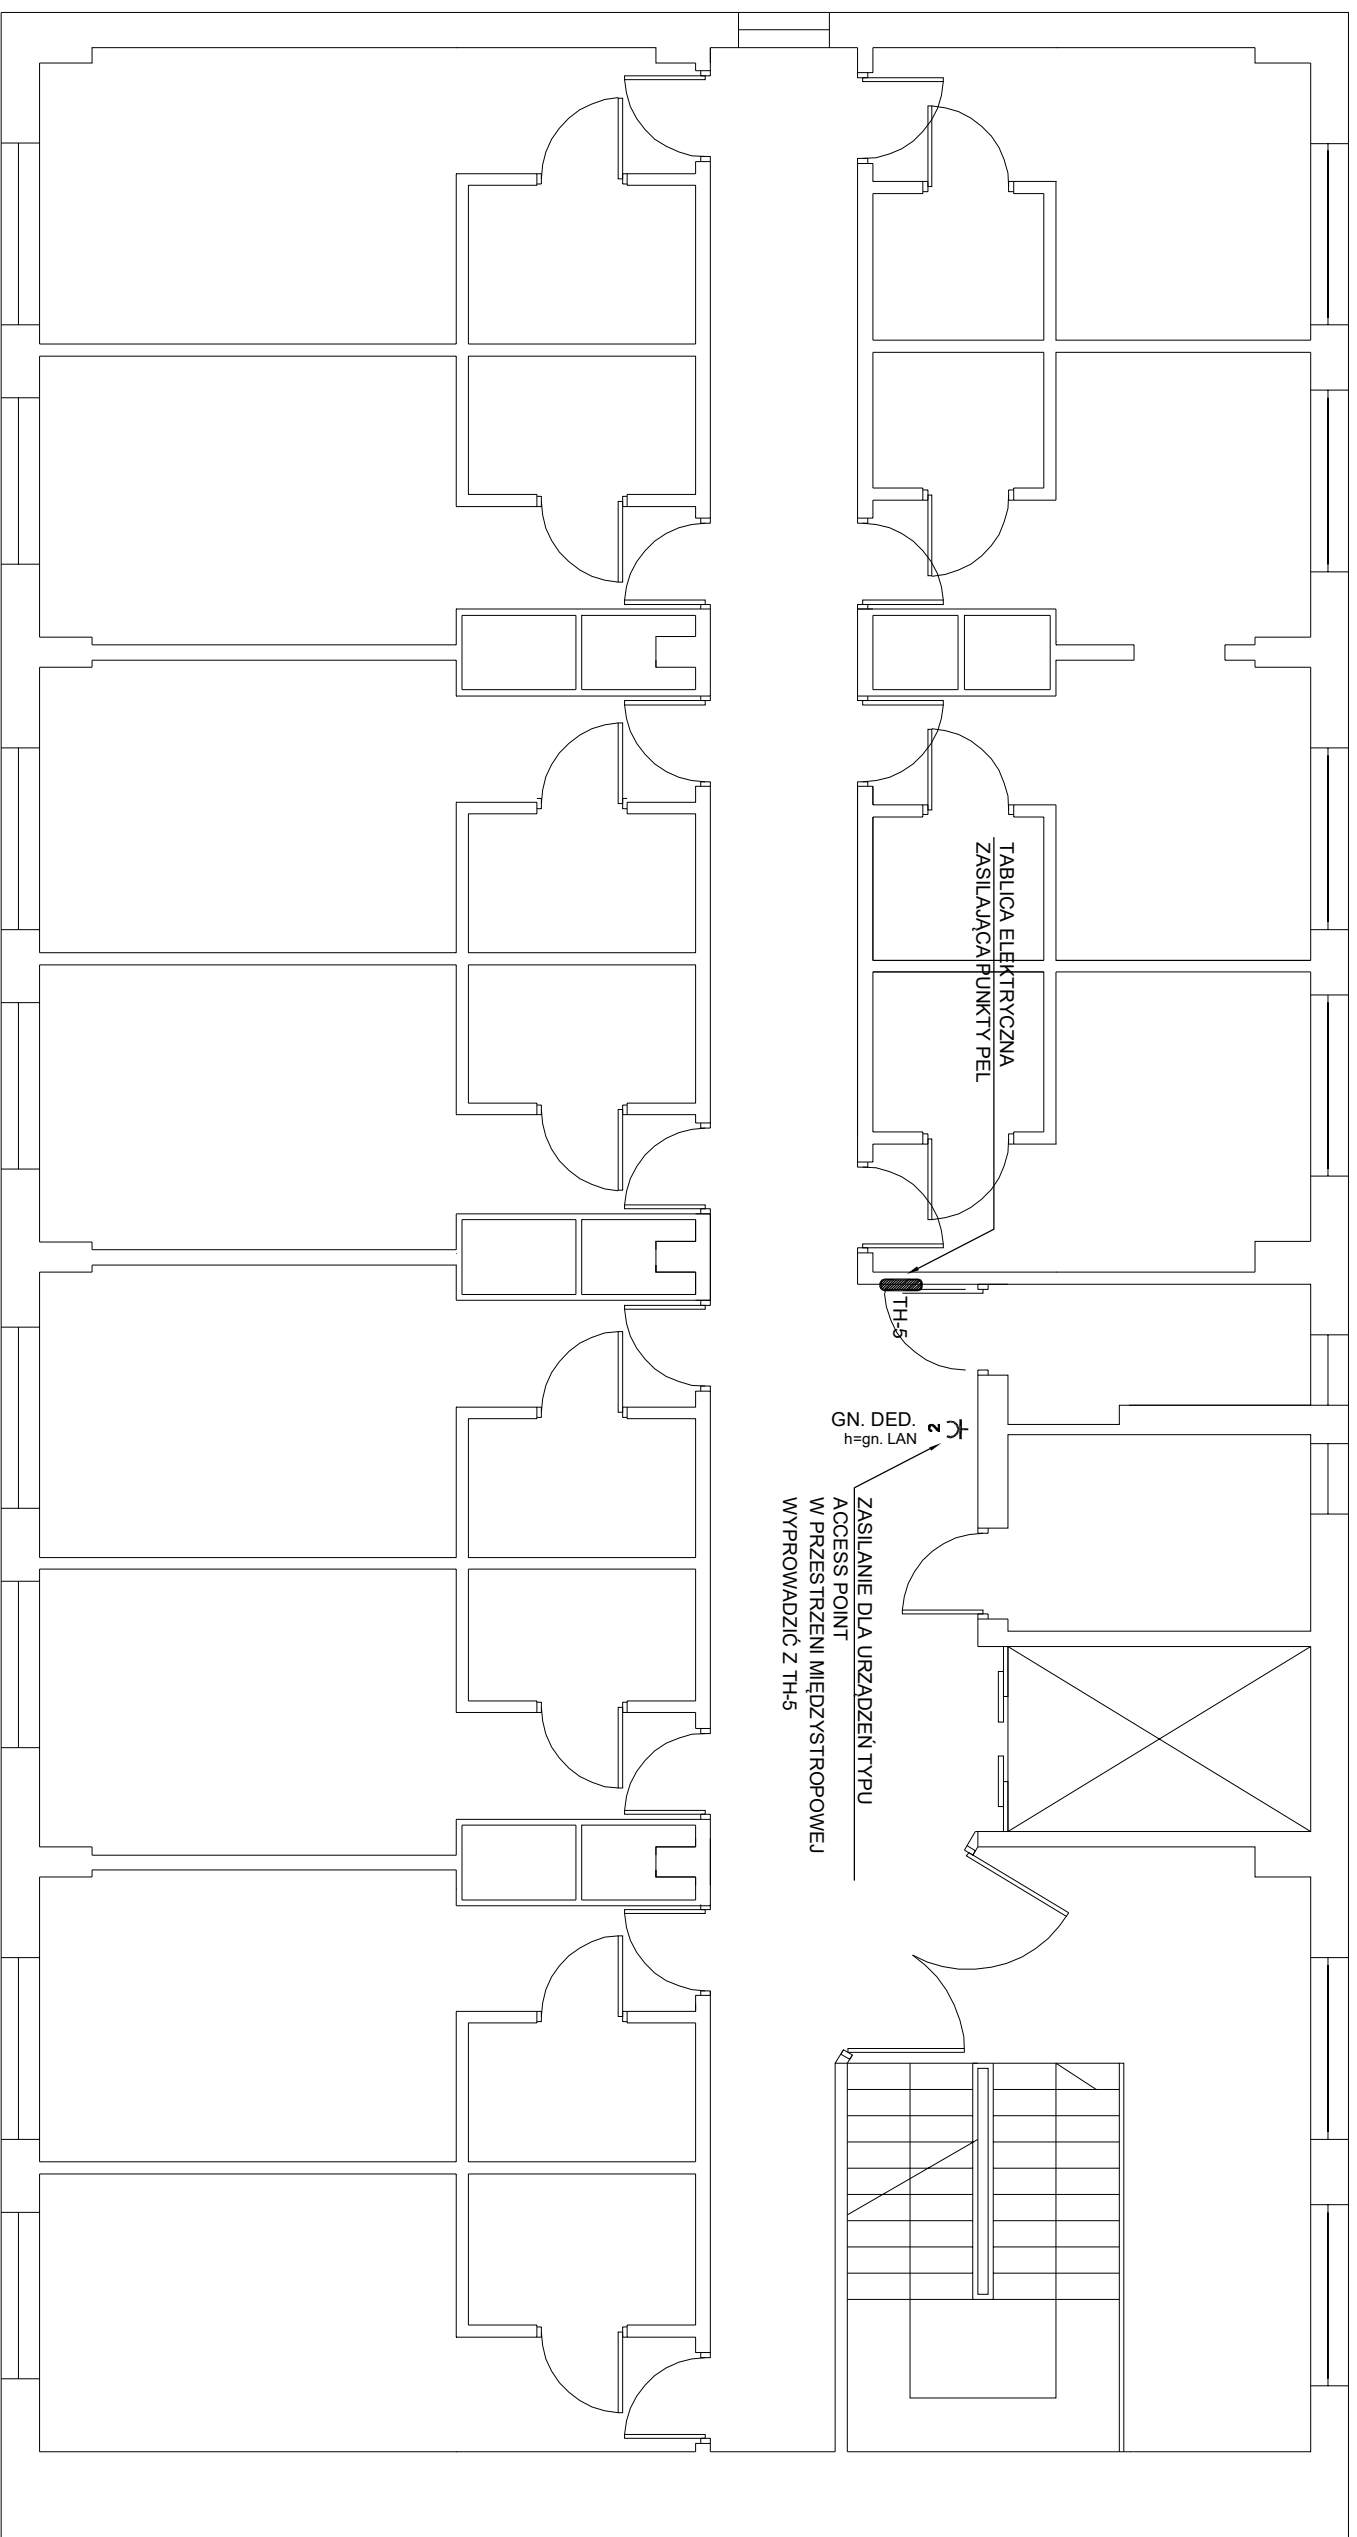 TABLICA ELEKTRYCZNA
ZASILAJĄCA PUNKTY PEL
TH-5
GN. DED.
h=gn. LAN
2
ZASILANIE DLA URZĄDZEŃ TYPU
ACCESS POINT
W PRZESTRZENI MIĘDZYSTROPOWEJ
WYPROWADZIĆ Z TH-5